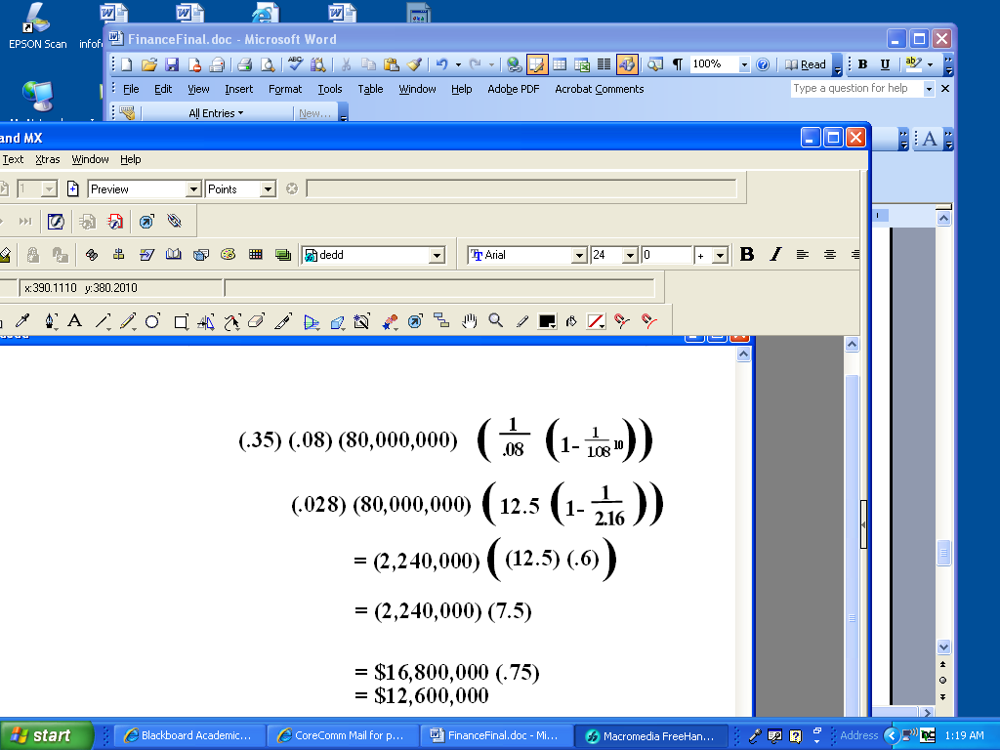 EPSON Scan infof
FinanceFinal.doc - Microsoft Word
100% Read B U ab
File Edit View Insert Format Tools Table Window Help Adobe PDF Acrobat Comments Type a question for help
All Entries New...
and MX
Text Xtras Window Help
1 Preview Points
A
dedd Arial 24 0 + B I
x:390.1110 y:380.2010
A
(.35) (.08) (80,000,000) (1/.08 (1- 1/1.08 10))
(.028) (80,000,000) (12.5 (1- 1/2.16))
= (2,240,000) ((12.5) (.6))
= (2,240,000) (7.5)
= $16,800,000 (.75)
= $12,600,000
start Blackboard Academic... CoreComm Mail for p... FinanceFinal.doc - Mi... Macromedia FreeHan... Address 1:19 AM